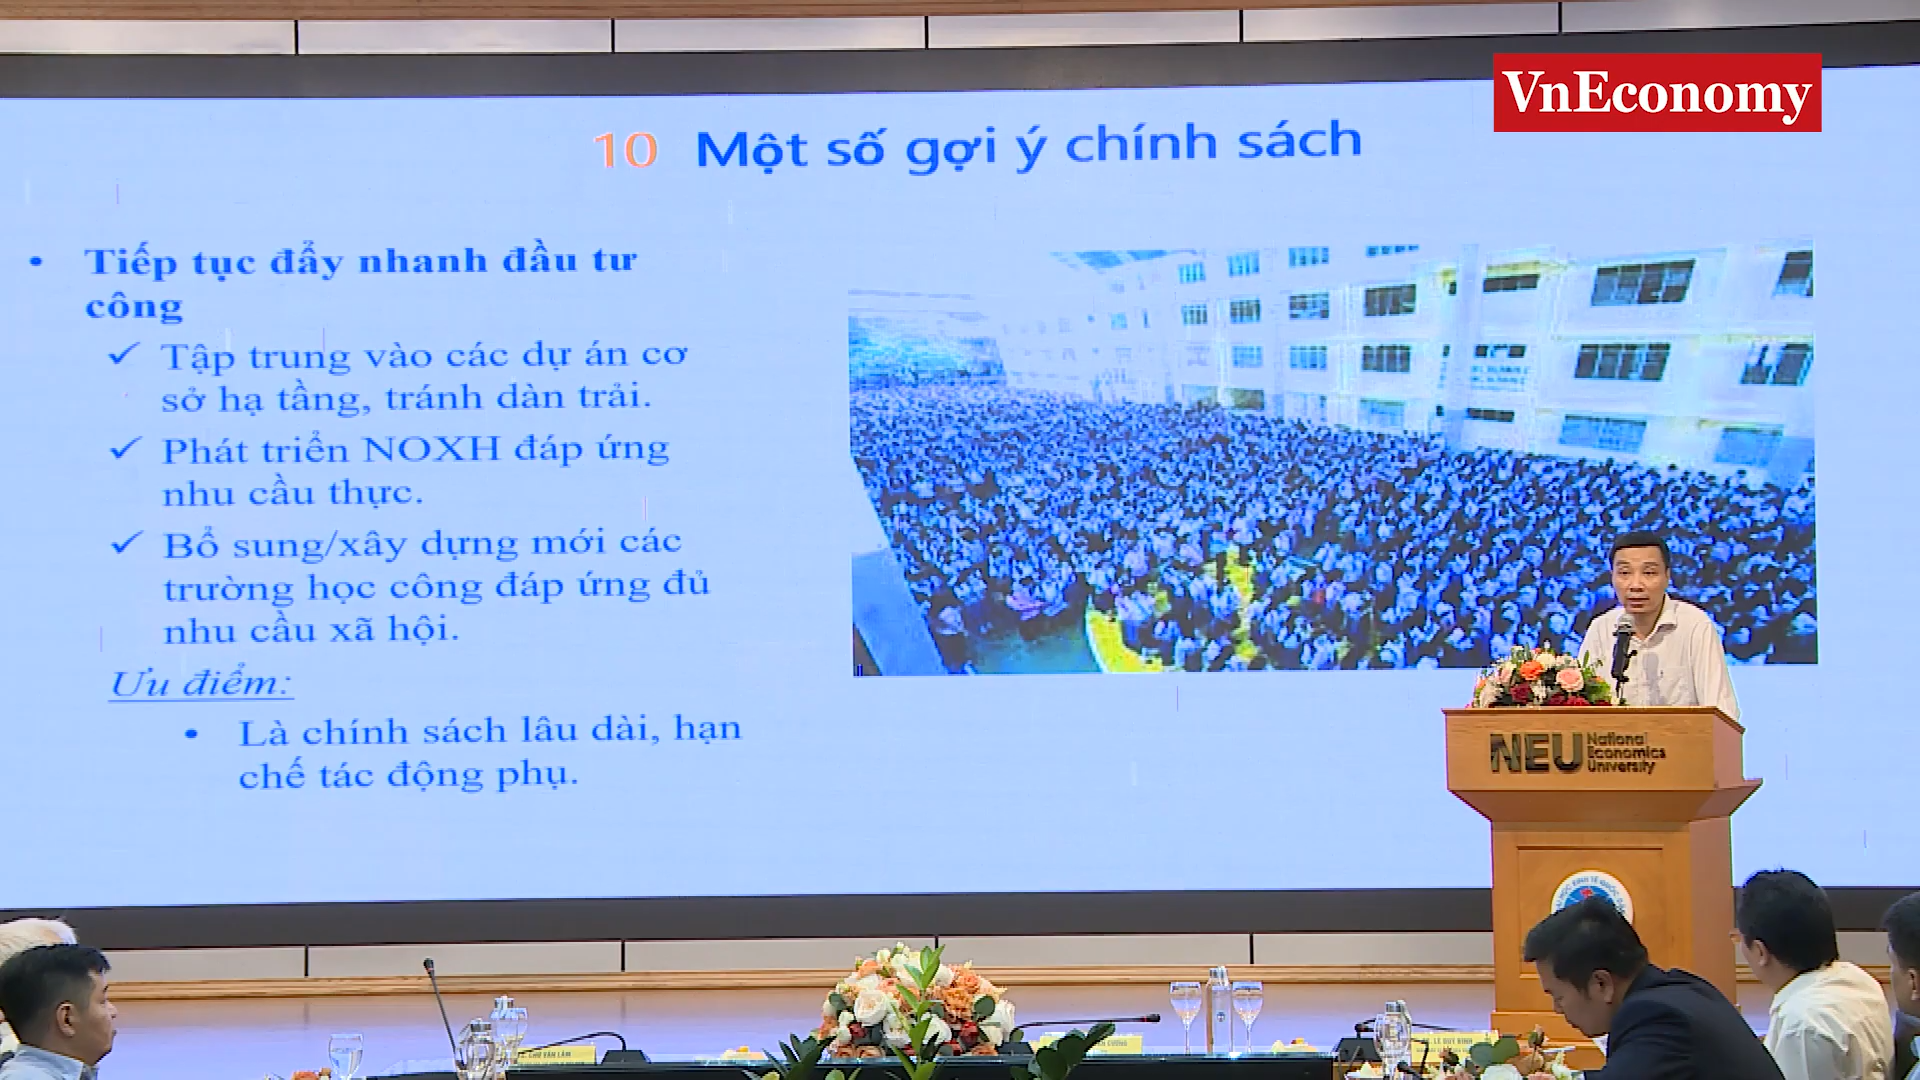 VnEconomy
10 Một số gợi ý chính sách
• Tiếp tục đẩy nhanh đầu tư
công
✓ Tập trung vào các dự án cơ
sở hạ tầng, tránh dàn trải.
✓ Phát triển NOXH đáp ứng
nhu cầu thực.
✓ Bổ sung/xây dựng mới các
trường học công đáp ứng đủ
nhu cầu xã hội.
Ưu điểm:
• Là chính sách lâu dài, hạn
chế tác động phụ.
NEU National
Economics
University